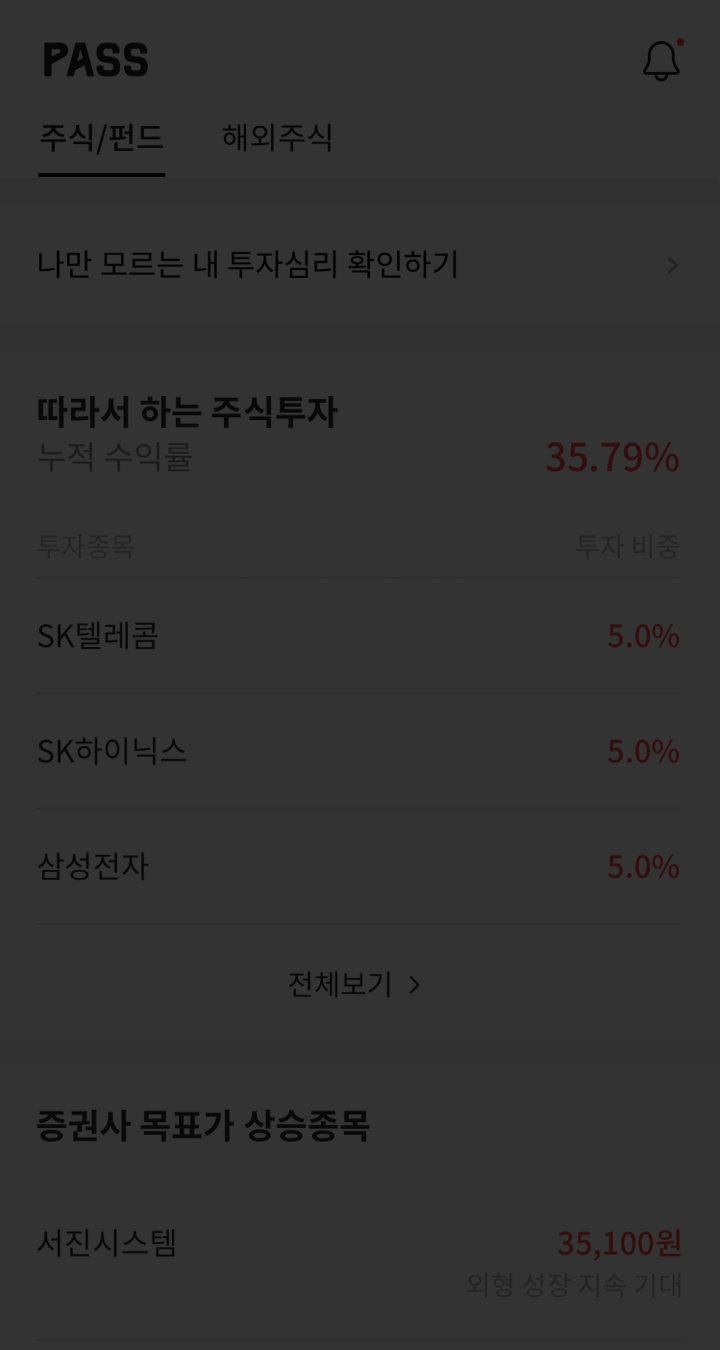 PASS
주식/펀드 해외주식
나만 모르는 내 투자심리 확인하기
따라서 하는 주식투자
누적 수익률 35.79%
투자종목 투자 비중
SK텔레콤 5.0%
SK하이닉스 5.0%
삼성전자 5.0%
전체보기
증권사 목표가 상승종목
서진시스템 35,100원
외형 성장 지속 기대